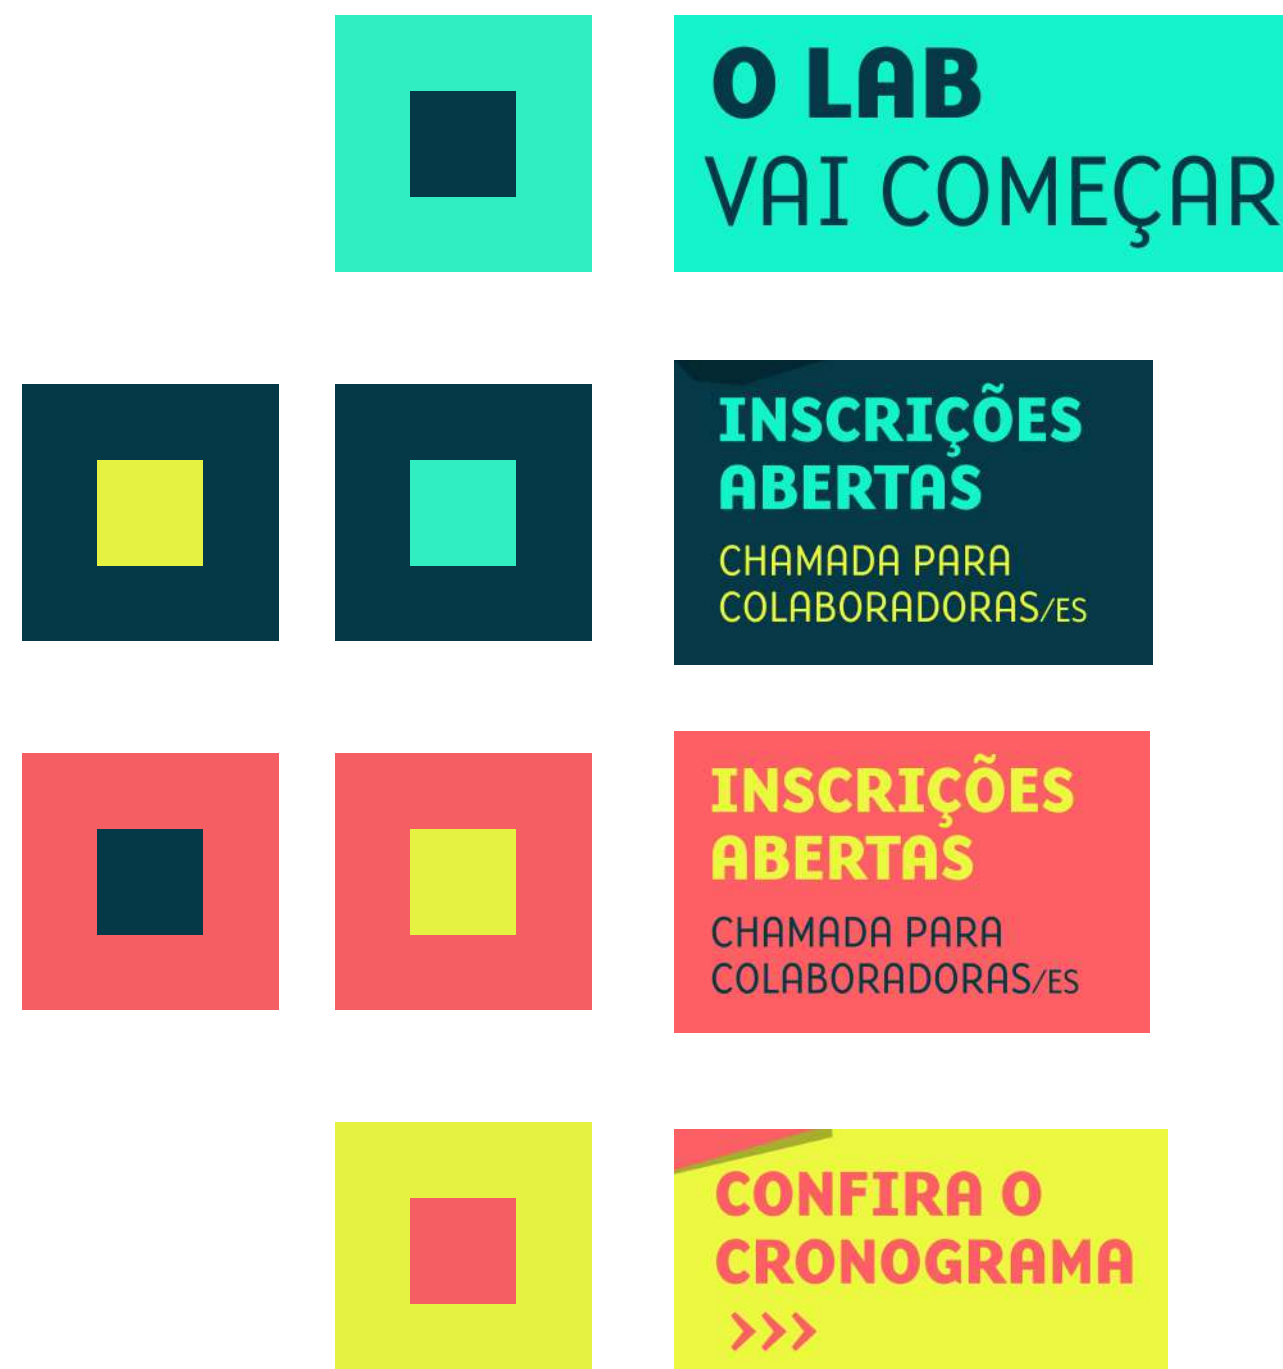 O LAB
VAI COMEÇAR
INSCRIÇÕES
ABERTAS
CHAMADA PARA
COLABORADORAS/ES
INSCRIÇÕES
ABERTAS
CHAMADA PARA
COLABORADORAS/ES
CONFIRA O
CRONOGRAMA
>>>